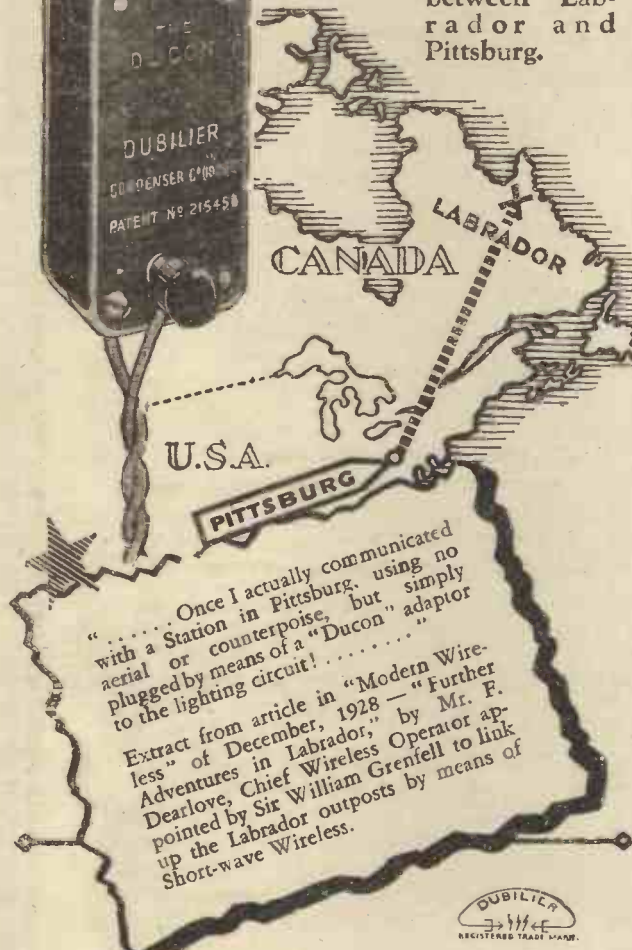 between Lab-
rador and
Pittsburg.
THE
DUCON
DUBILIER
CONDENSER
PATENT Nº 215450
LABRADOR
CANADA
U.S.A.
PITTSBURG
“ . . . . . . Once I actually communicated
with a Station in Pittsburg, using no
aerial or counterpoise, but simply
plugged by means of a “Ducon” adaptor
to the lighting circuit! . . . . . . . . ”
Extract from article in “Modern Wire-
less” of December, 1928 — “Further
Adventures in Labrador,” by Mr. F.
Dearlove, Chief Wireless Operator ap-
pointed by Sir William Grenfell to link
up the Labrador outposts by means of
Short-wave Wireless.
DUBILIER
REGISTERED TRADE MARK.